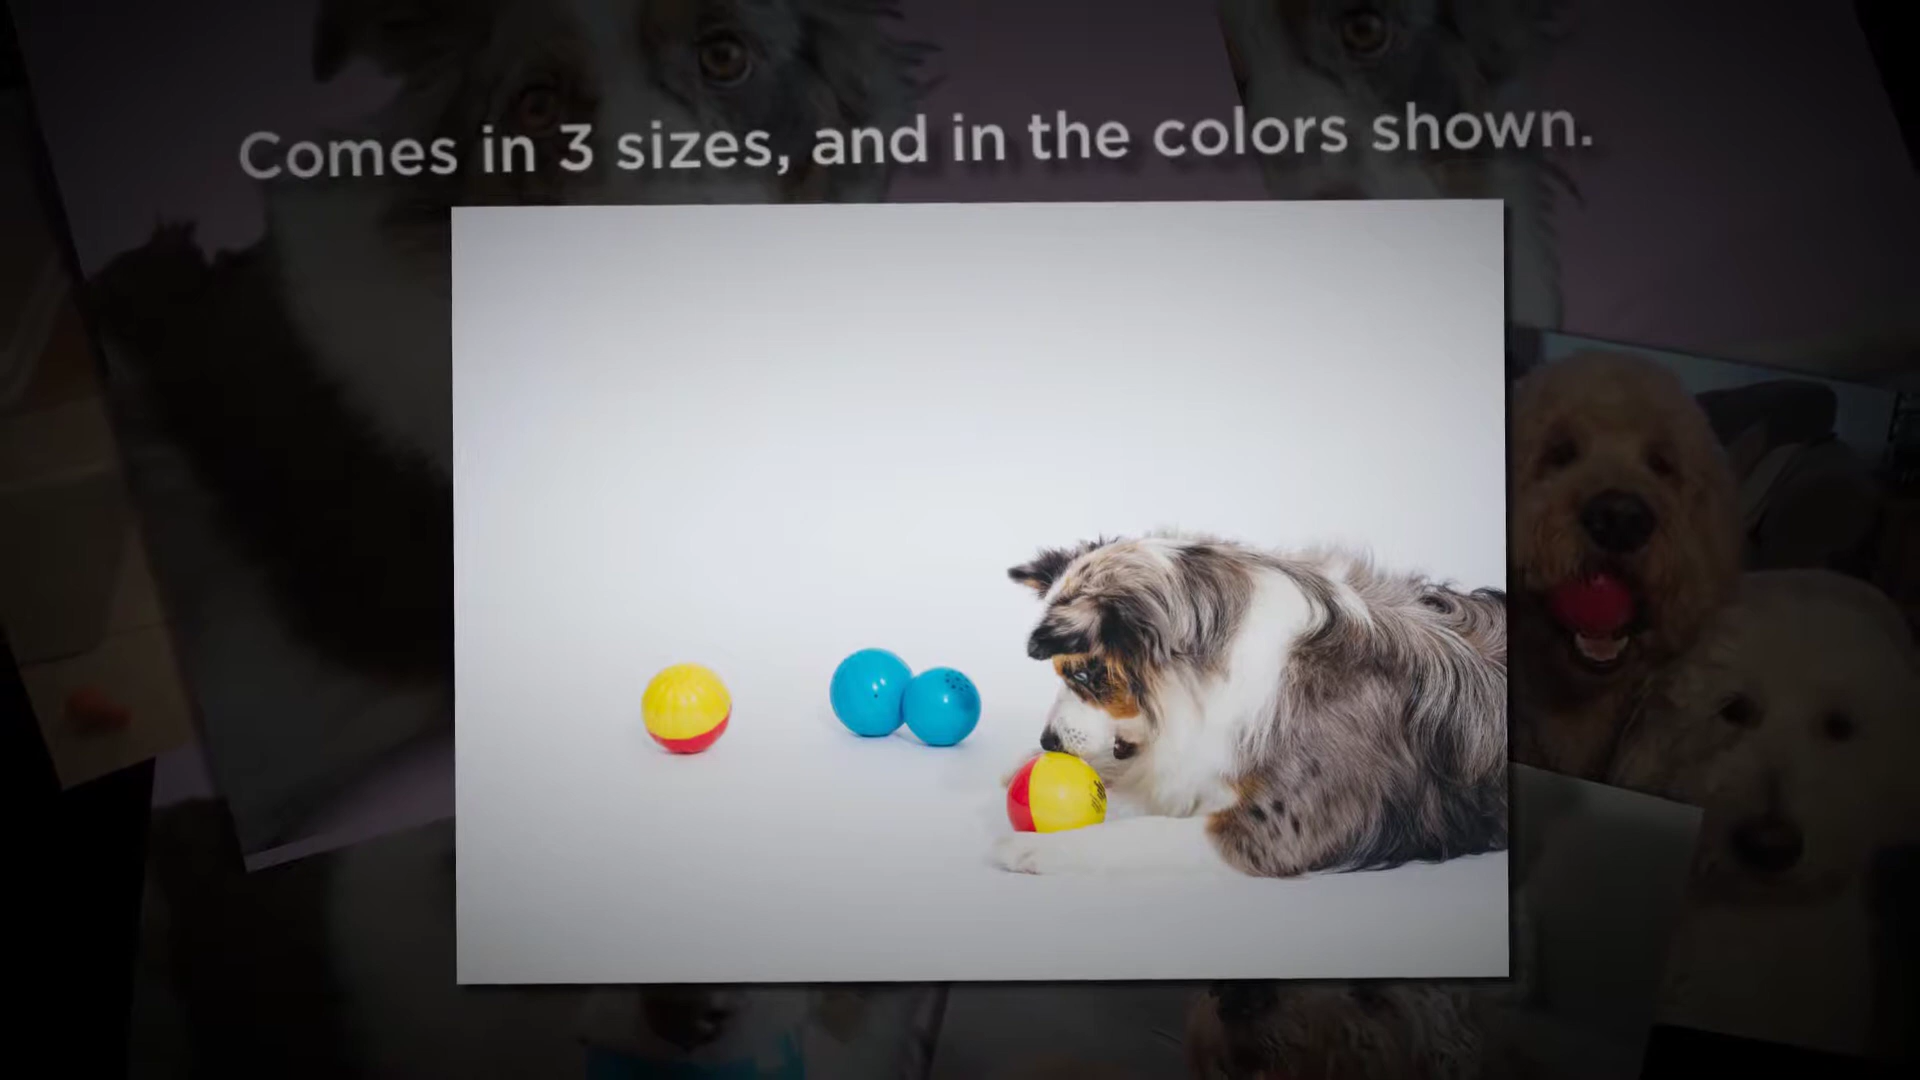 Comes in 3 sizes, and in the colors shown.